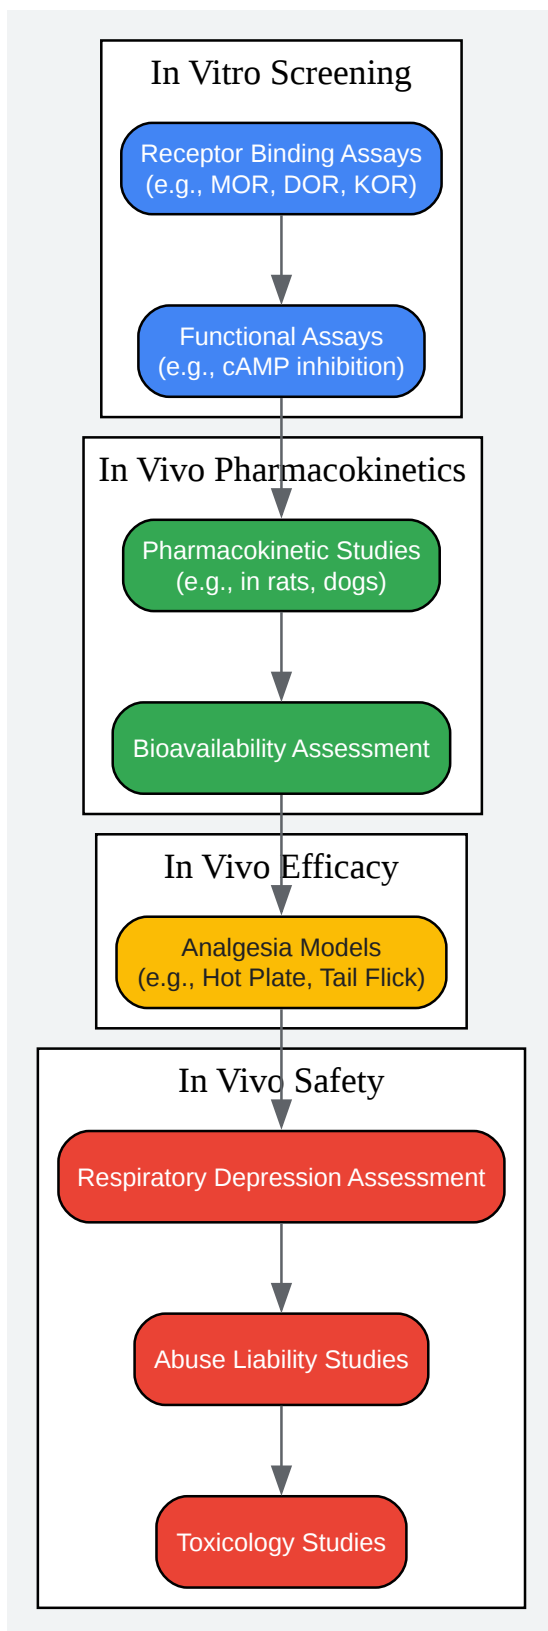 In Vitro Screening
Receptor Binding Assays
(e.g., MOR, DOR, KOR)
Functional Assays
(e.g., cAMP inhibition)
In Vivo Pharmacokinetics
Pharmacokinetic Studies
(e.g., in rats, dogs)
Bioavailability Assessment
In Vivo Efficacy
Analgesia Models
(e.g., Hot Plate, Tail Flick)
In Vivo Safety
Respiratory Depression Assessment
Abuse Liability Studies
Toxicology Studies